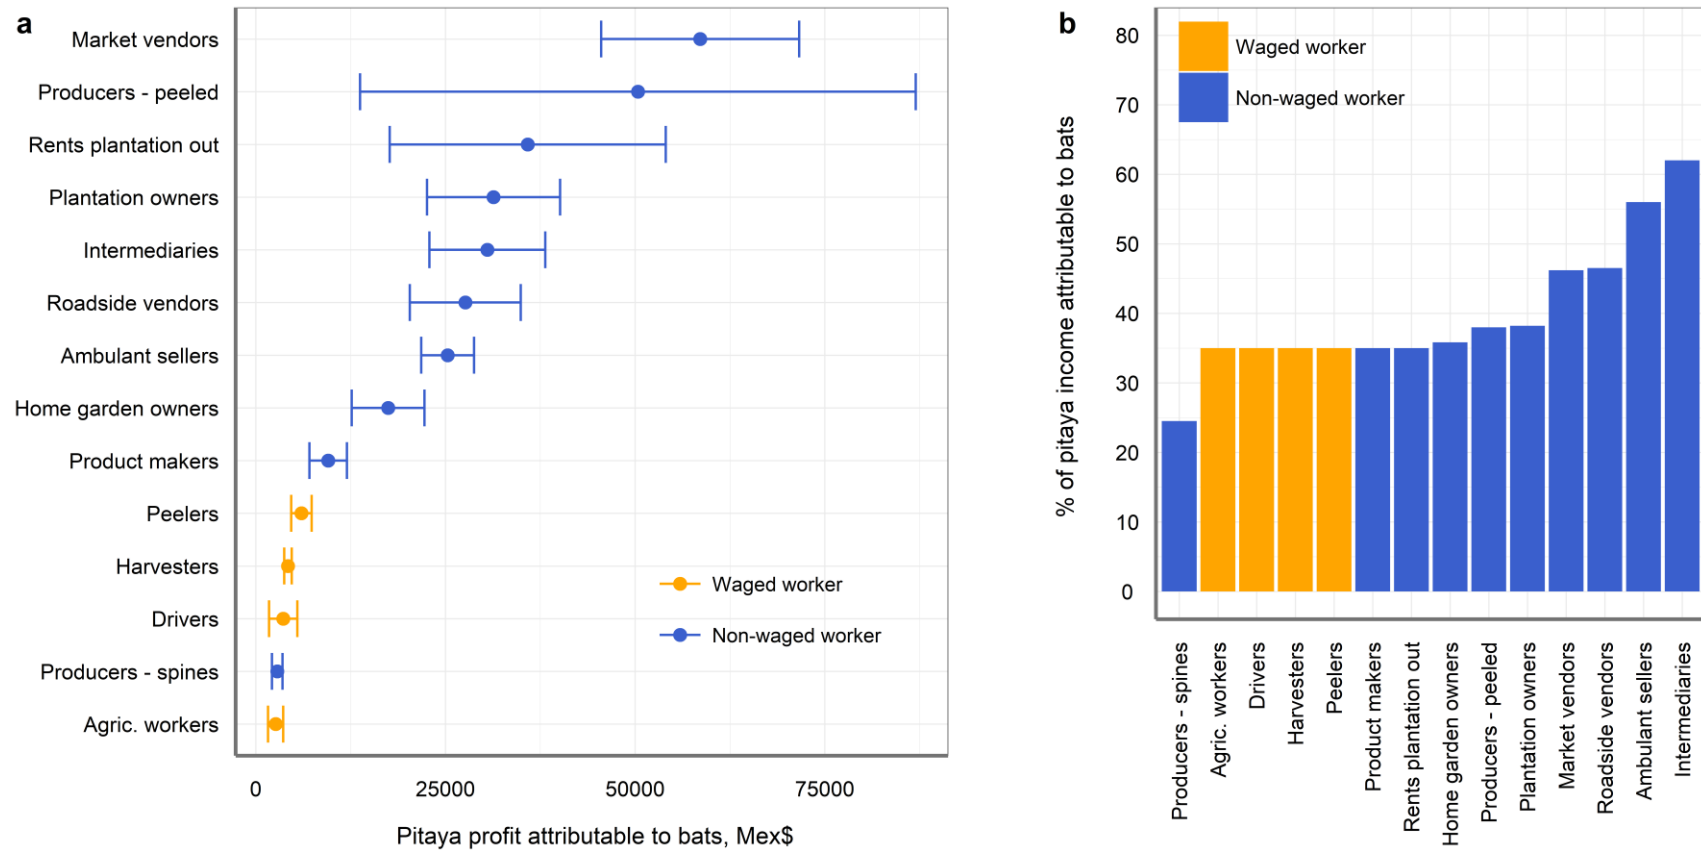 a
Market vendors
Producers - peeled
Rents plantation out
Plantation owners
Intermediaries
Roadside vendors
Ambulant sellers
Home garden owners
Product makers
Peelers
Harvesters
Drivers
Producers - spines
Agric. workers
Waged worker
Non-waged worker
0 25000 50000 75000
Pitaya profit attributable to bats, Mex$
b
% of pitaya income attributable to bats
80
70
60
50
40
30
20
10
0
Waged worker
Non-waged worker
Producers - spines
Agric. workers
Drivers
Harvesters
Peelers
Product makers
Rents plantation out
Home garden owners
Producers - peeled
Plantation owners
Market vendors
Roadside vendors
Ambulant sellers
Intermediaries